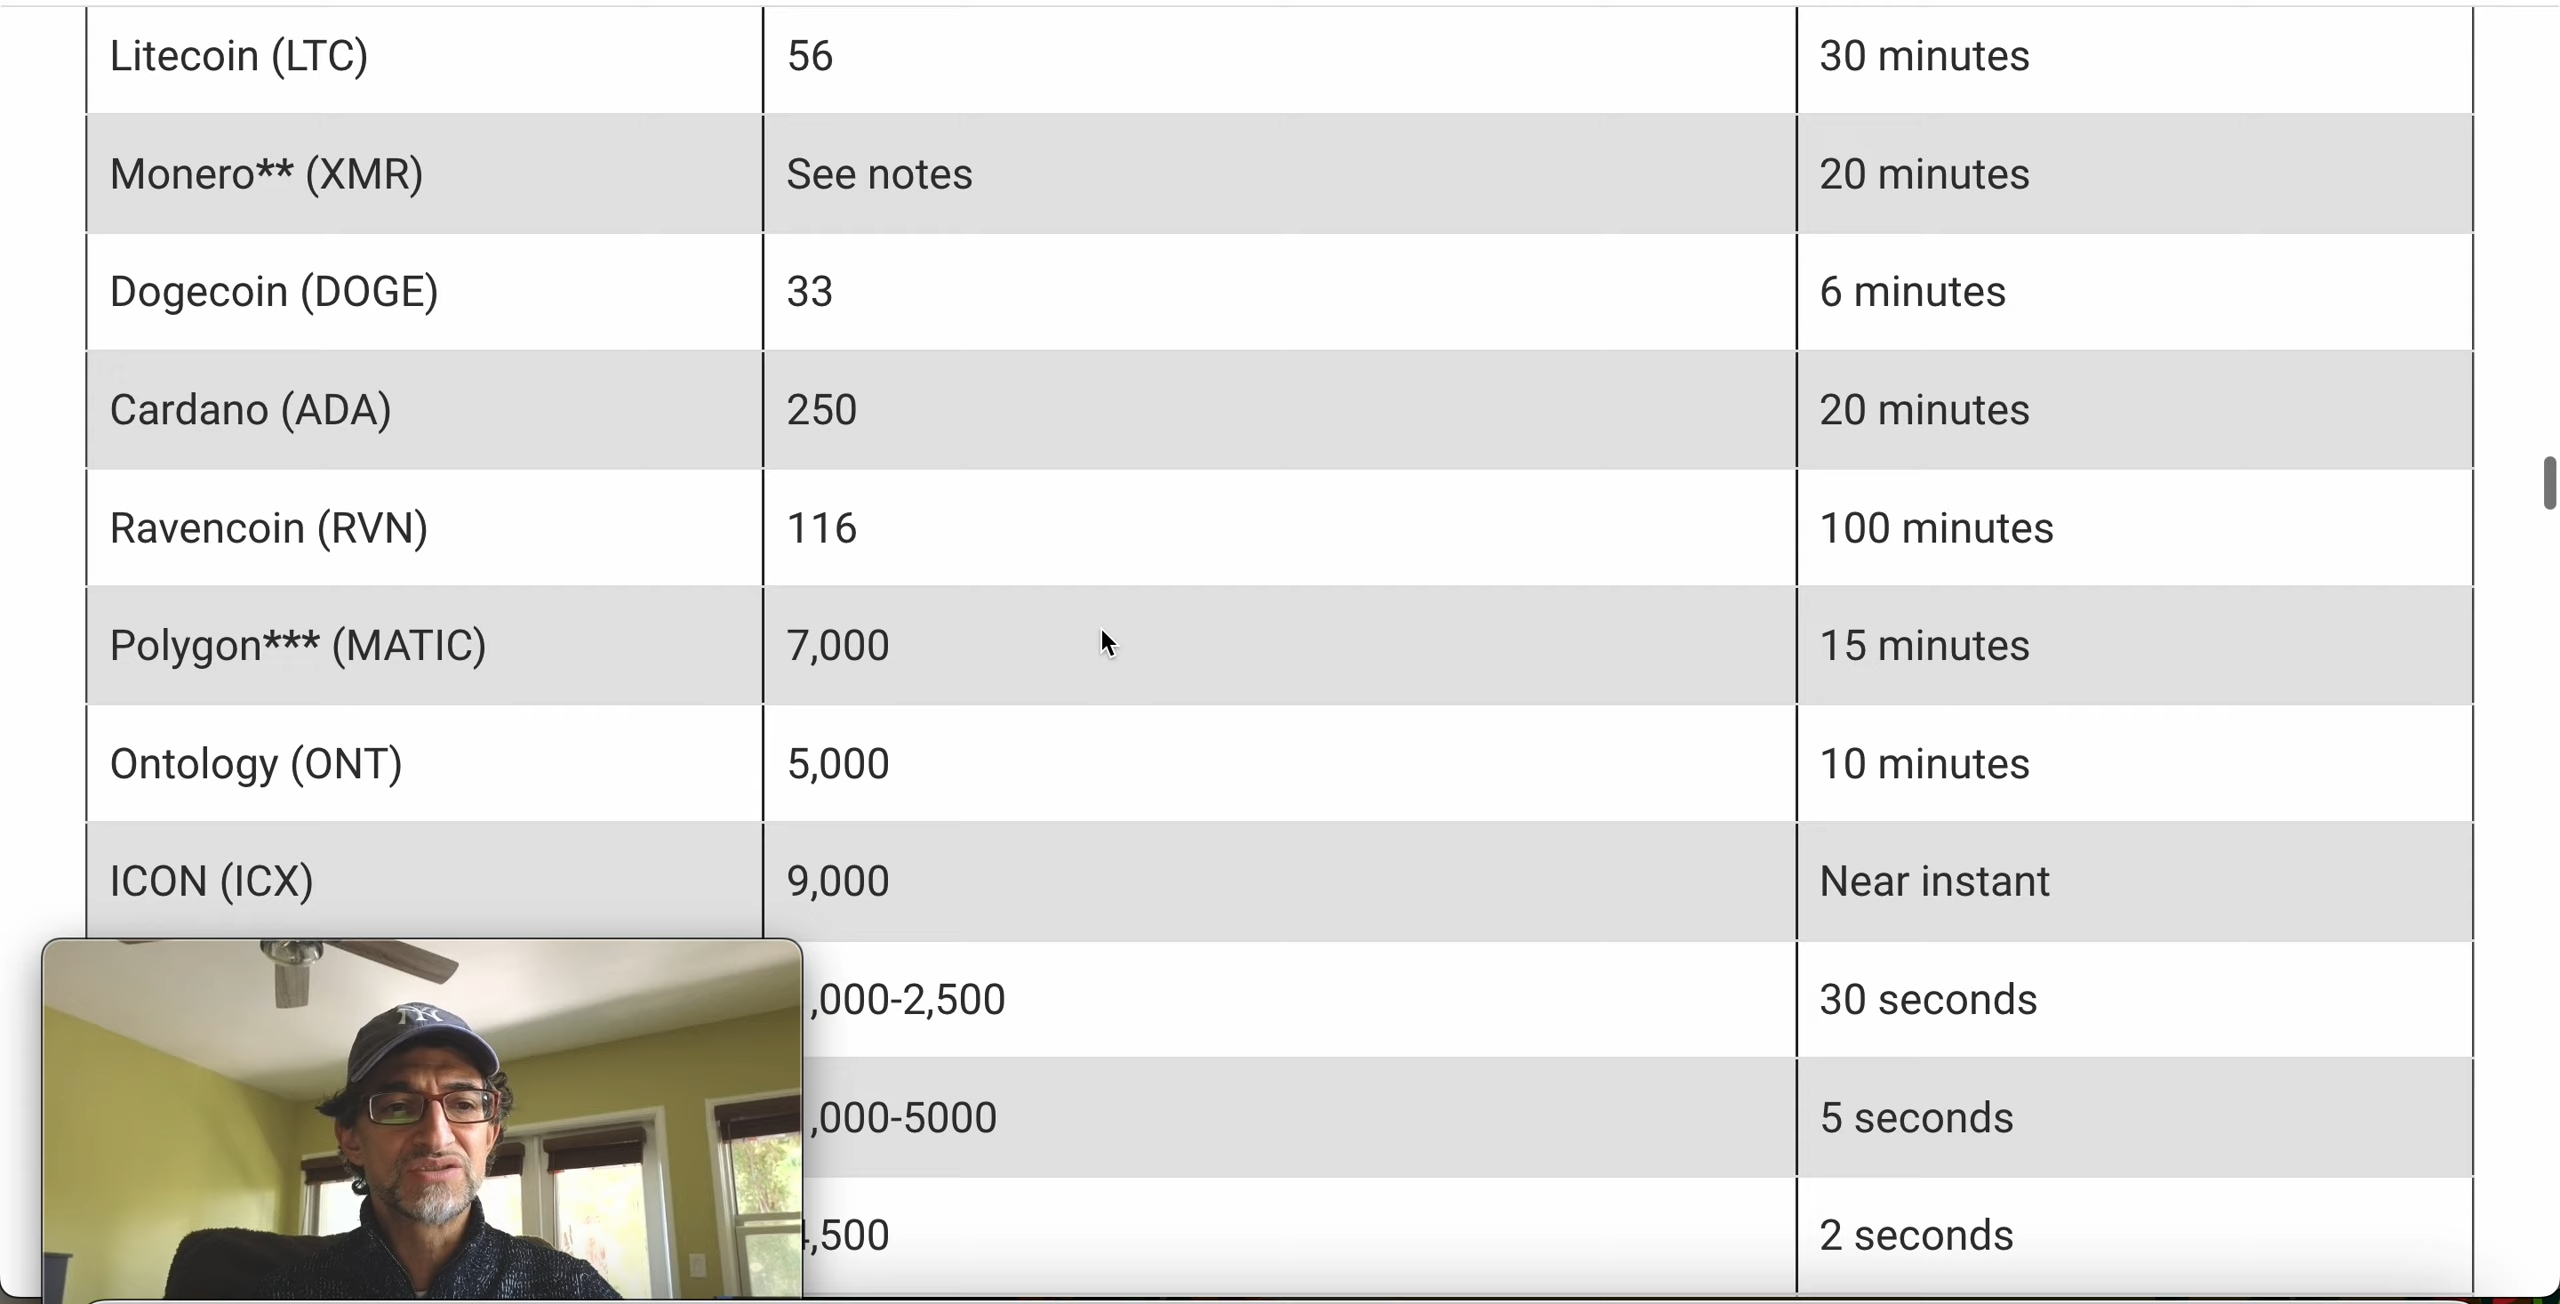 Litecoin (LTC) 56 30 minutes
Monero** (XMR) See notes 20 minutes
Dogecoin (DOGE) 33 6 minutes
Cardano (ADA) 250 20 minutes
Ravencoin (RVN) 116 100 minutes
Polygon*** (MATIC) 7,000 15 minutes
Ontology (ONT) 5,000 10 minutes
ICON (ICX) 9,000 Near instant
,000-2,500 30 seconds
,000-5000 5 seconds
,500 2 seconds
NY